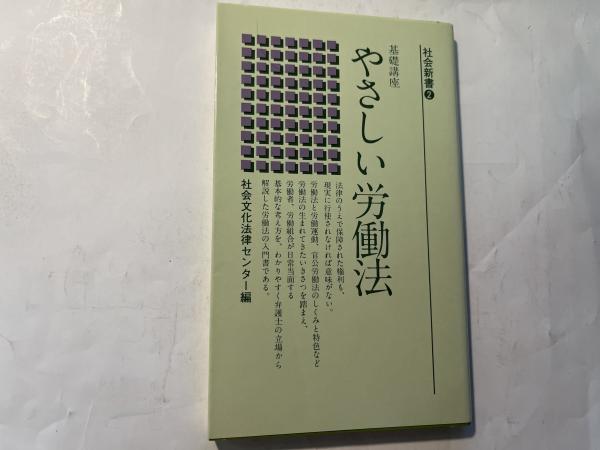 社会新書❷
基礎講座
やさしい労働法
法律のうえで保障された権利も、
現実に行使されなければ意味がない。
労働法と労働運動、官公労働法のしくみと特色など
労働法の生まれてきたいきさつを踏まえ、
労働者、労働組合が日常当面する
基本的な考え方を、わかりやすく弁護士の立場から
解説した労働法の入門書である。
社会文化法律センター編